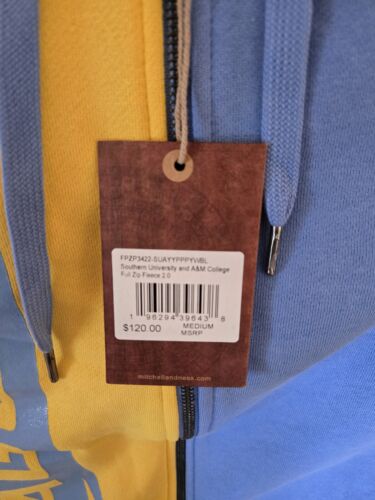 FPZP3422-SUAYYPPPYWBL
Southern University and A&M College
Full Zip Fleece 2.0
1 96294 39643 8
$120.00 MEDIUM
MSRP
mitchellandness.com